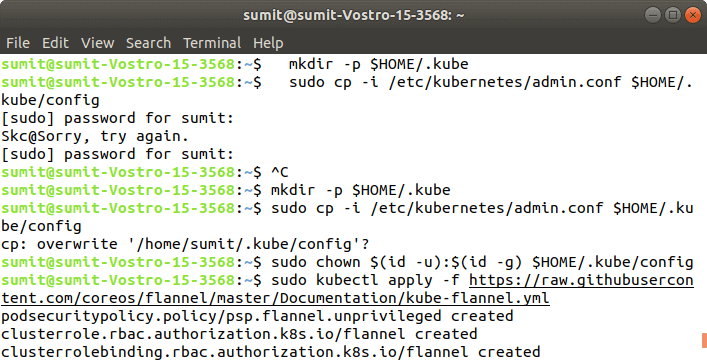 sumit@sumit-Vostro-15-3568: ~
File Edit View Search Terminal Help
sumit@sumit-Vostro-15-3568:~$   mkdir -p $HOME/.kube
sumit@sumit-Vostro-15-3568:~$   sudo cp -i /etc/kubernetes/admin.conf $HOME/.
kube/config
[sudo] password for sumit:
Skc@Sorry, try again.
[sudo] password for sumit:
sumit@sumit-Vostro-15-3568:~$ ^C
sumit@sumit-Vostro-15-3568:~$ mkdir -p $HOME/.kube
sumit@sumit-Vostro-15-3568:~$ sudo cp -i /etc/kubernetes/admin.conf $HOME/.ku
be/config
cp: overwrite '/home/sumit/.kube/config'?
sumit@sumit-Vostro-15-3568:~$ sudo chown $(id -u):$(id -g) $HOME/.kube/config
sumit@sumit-Vostro-15-3568:~$ sudo kubectl apply -f https://raw.githubusercon
tent.com/coreos/flannel/master/Documentation/kube-flannel.yml
podsecuritypolicy.policy/psp.flannel.unprivileged created
clusterrole.rbac.authorization.k8s.io/flannel created
clusterrolebinding.rbac.authorization.k8s.io/flannel created